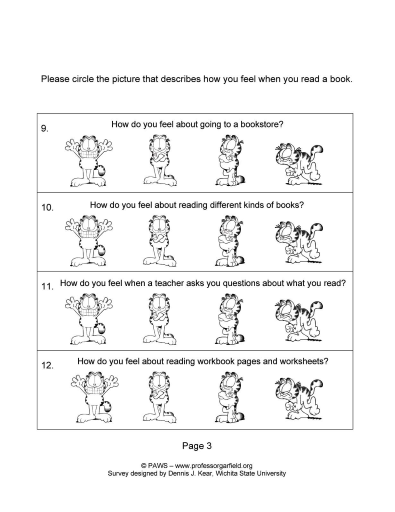 Please circle the picture that describes how you feel when you read a book.
9.
How do you feel about going to a bookstore?
10.
How do you feel about reading different kinds of books?
11.
How do you feel when a teacher asks you questions about what you read?
12.
How do you feel about reading workbook pages and worksheets?
Page 3
© PAWS – www.professorgarfield.org
Survey designed by Dennis J. Kear, Wichita State University